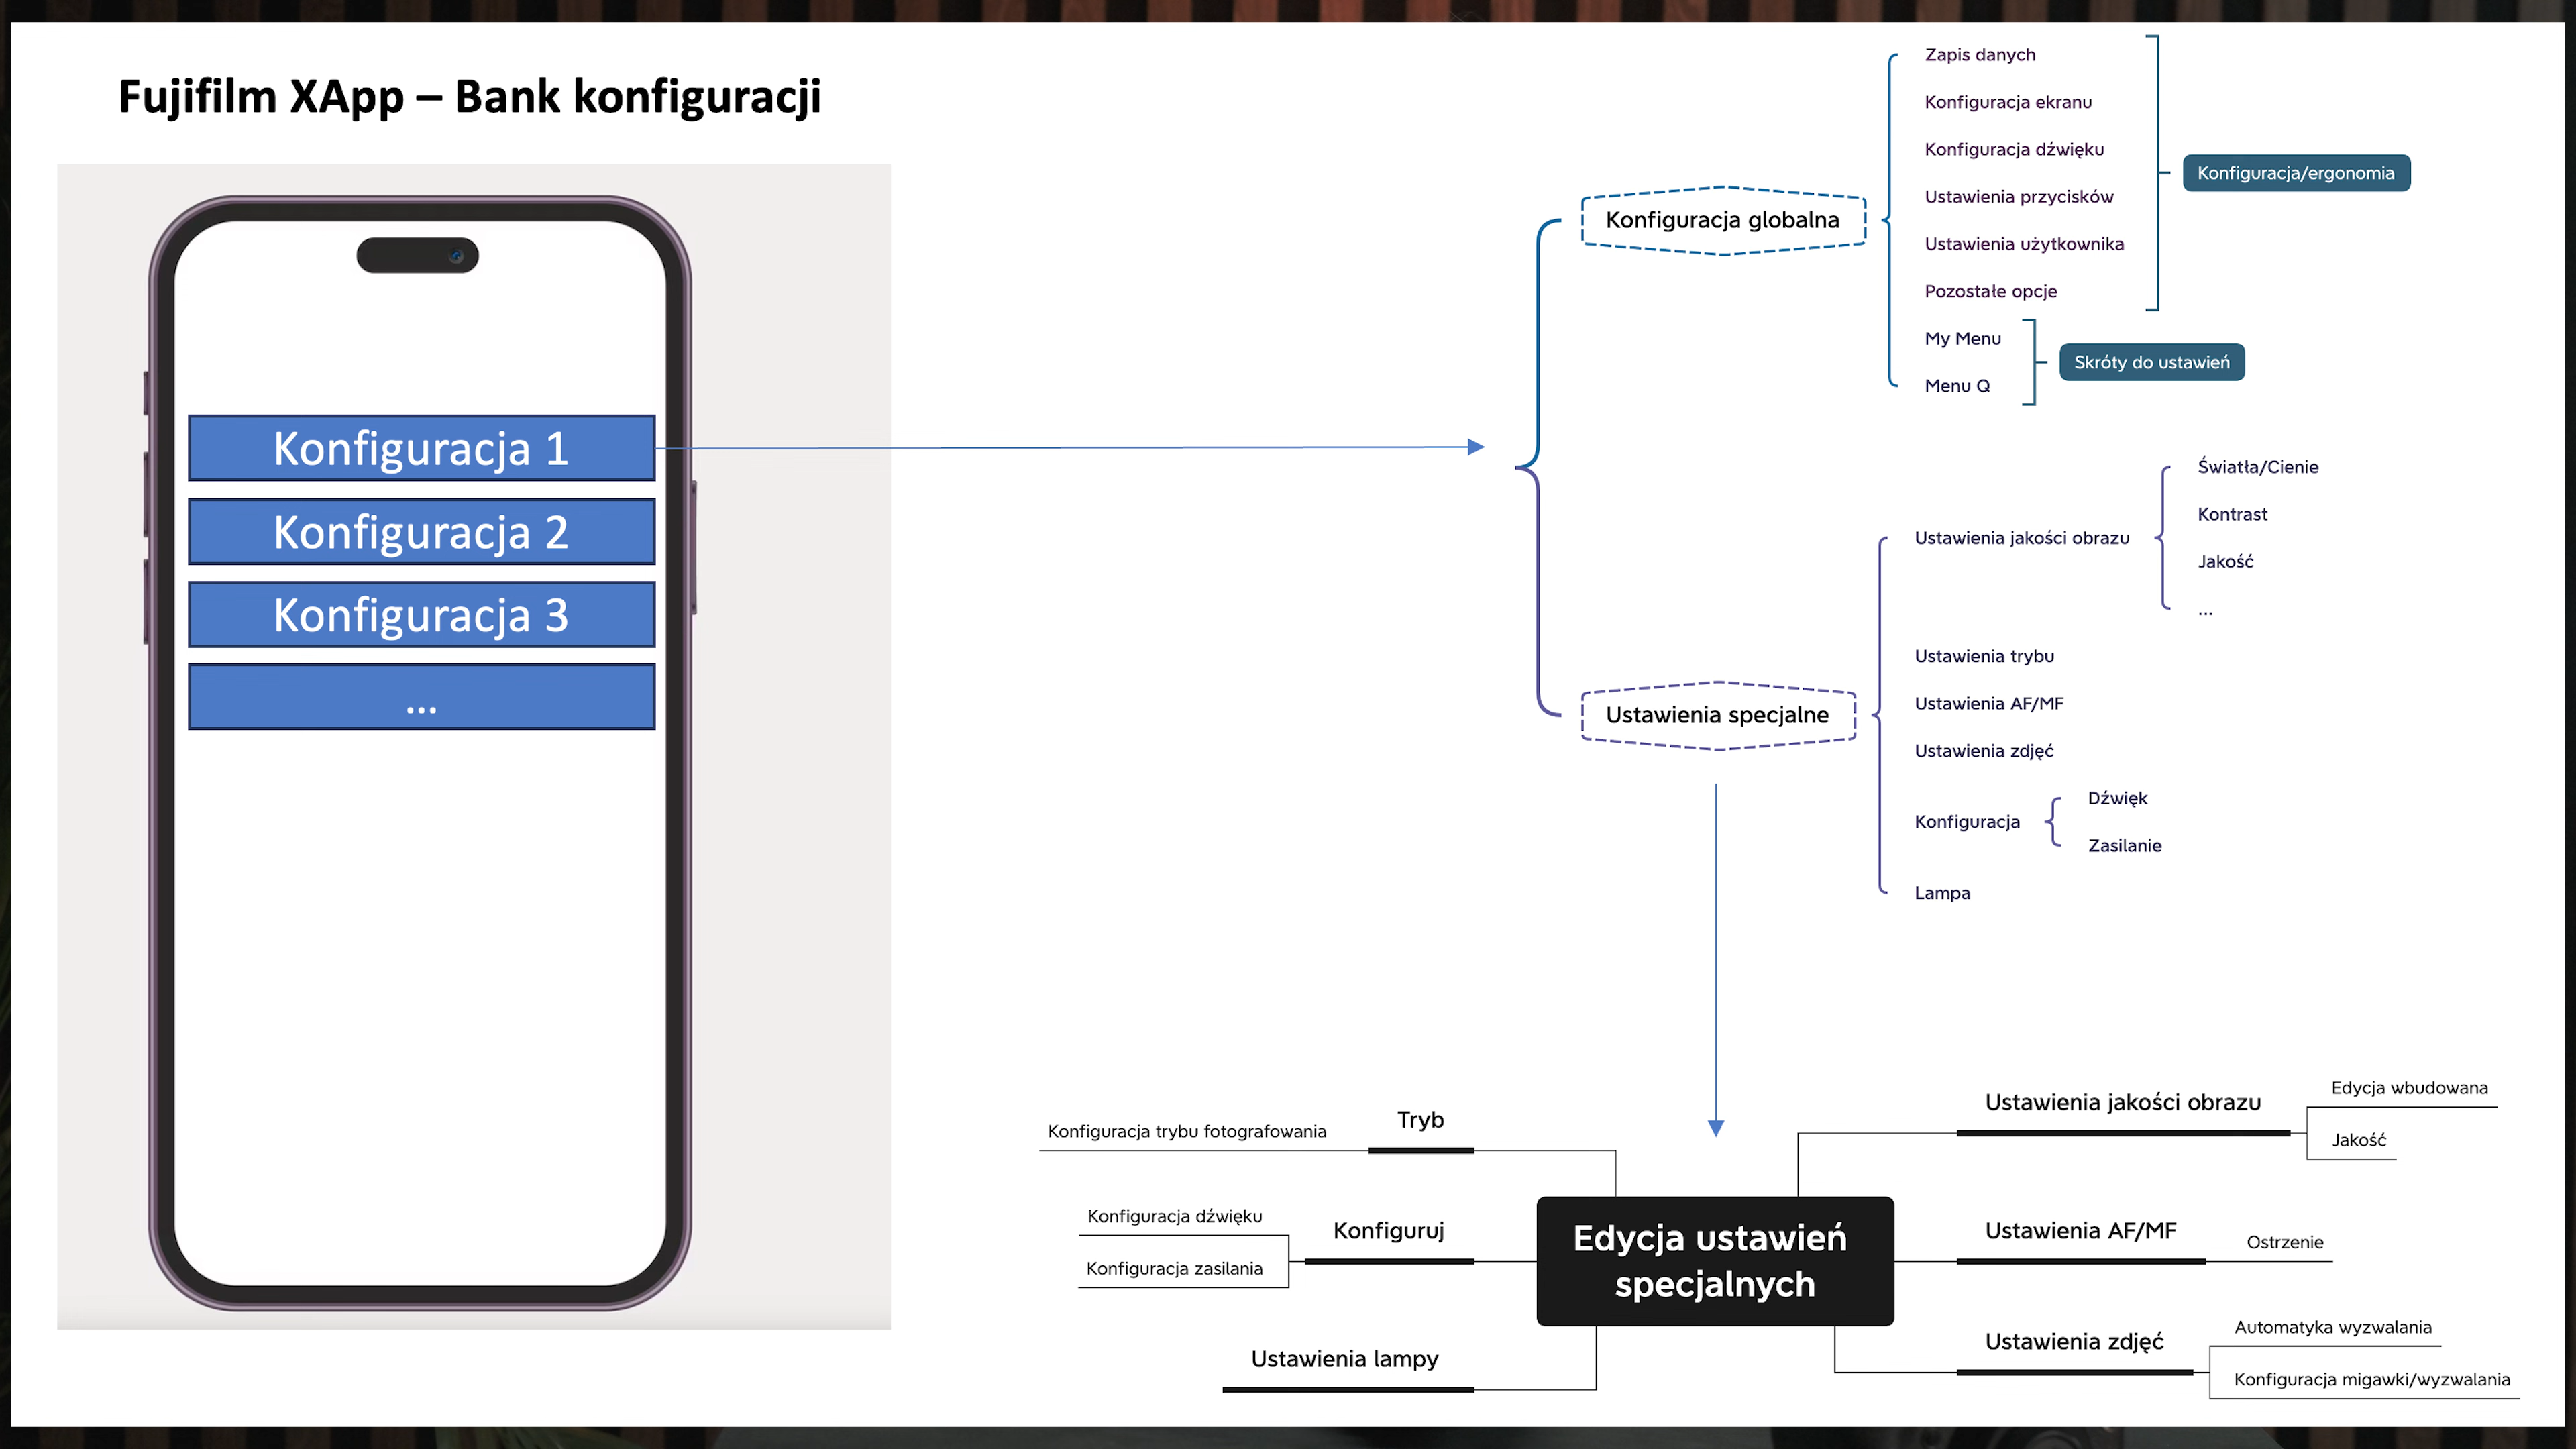 Fujifilm XApp – Bank konfiguracji
Konfiguracja 1
Konfiguracja 2
Konfiguracja 3
...
Konfiguracja globalna
Zapis danych
Konfiguracja ekranu
Konfiguracja dźwięku
Ustawienia przycisków
Ustawienia użytkownika
Pozostałe opcje
Konfiguracja/ergonomia
My Menu
Menu Q
Skróty do ustawień
Ustawienia specjalne
Ustawienia jakości obrazu
Światła/Cienie
Kontrast
Jakość
...
Ustawienia trybu
Ustawienia AF/MF
Ustawienia zdjęć
Konfiguracja
Dźwięk
Zasilanie
Lampa
Edycja ustawień
specjalnych
Tryb
Konfiguracja trybu fotografowania
Konfiguruj
Konfiguracja dźwięku
Konfiguracja zasilania
Ustawienia lampy
Ustawienia jakości obrazu
Edycja wbudowana
Jakość
Ustawienia AF/MF
Ostrzenie
Ustawienia zdjęć
Automatyka wyzwalania
Konfiguracja migawki/wyzwalania